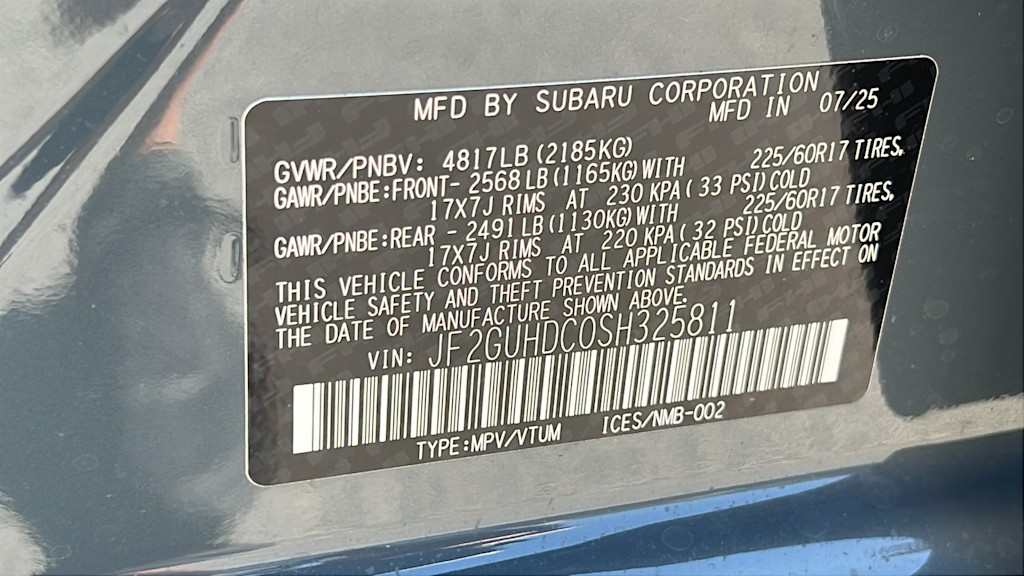 MFD BY SUBARU CORPORATION
MFD IN 07/25
GVWR/PNBV: 4817LB (2185KG)
GAWR/PNBE:FRONT- 2568 LB (1165KG) WITH 225/60R17 TIRES,
17X7J RIMS AT 230 KPA ( 33 PSI) COLD
GAWR/PNBE:REAR - 2491 LB (1130KG) WITH 225/60R17 TIRES,
17X7J RIMS AT 220 KPA ( 32 PSI) COLD
THIS VEHICLE CONFORMS TO ALL APPLICABLE FEDERAL MOTOR
VEHICLE SAFETY AND THEFT PREVENTION STANDARDS IN EFFECT ON
THE DATE OF MANUFACTURE SHOWN ABOVE.
VIN: JF2GUHDC0SH325811
TYPE:MPV/VTUM ICES/NMB-002